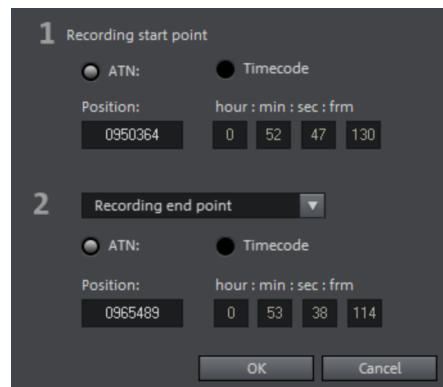 1 Recording start point
ATN: Timecode
Position: hour : min : sec : frm
0950364 0 52 47 130
2 Recording end point
ATN: Timecode
Position: hour : min : sec : frm
0965489 0 53 38 114
OK Cancel